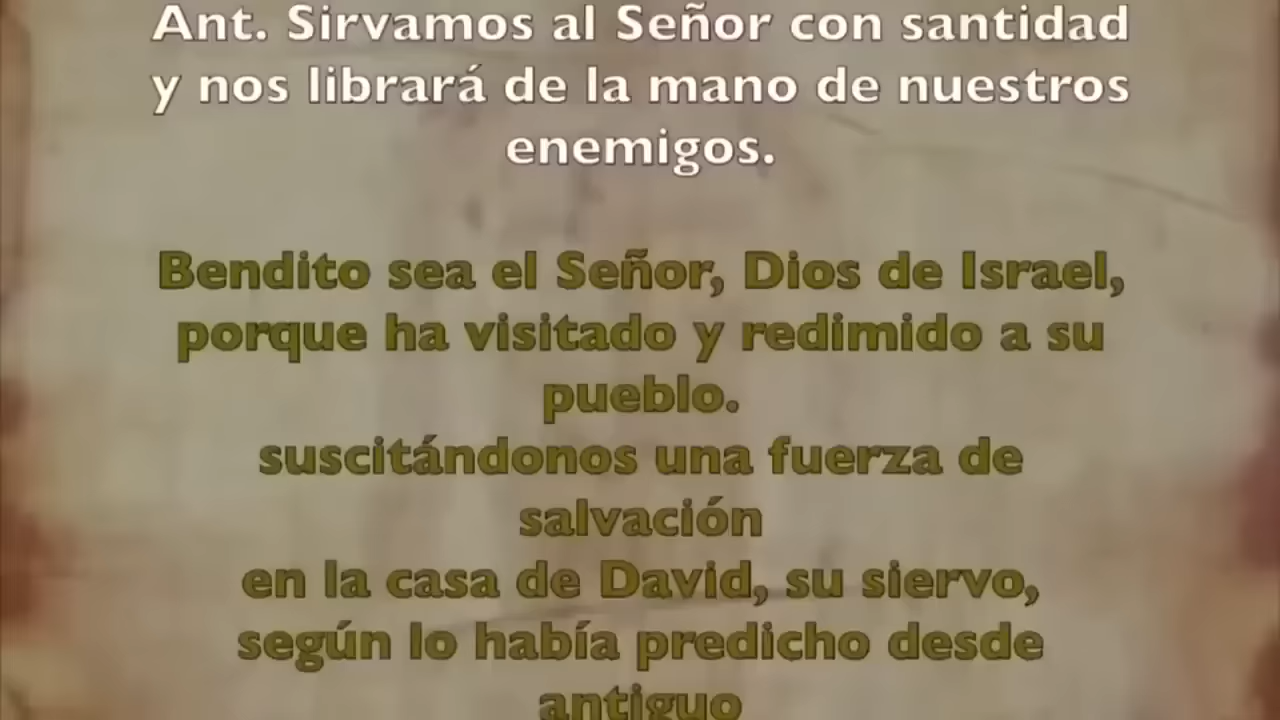 Ant. Sirvamos al Señor con santidad
y nos librará de la mano de nuestros
enemigos.
Bendito sea el Señor, Dios de Israel,
porque ha visitado y redimido a su
pueblo.
suscitándonos una fuerza de
salvación
en la casa de David, su siervo,
según lo había predicho desde
antiguo